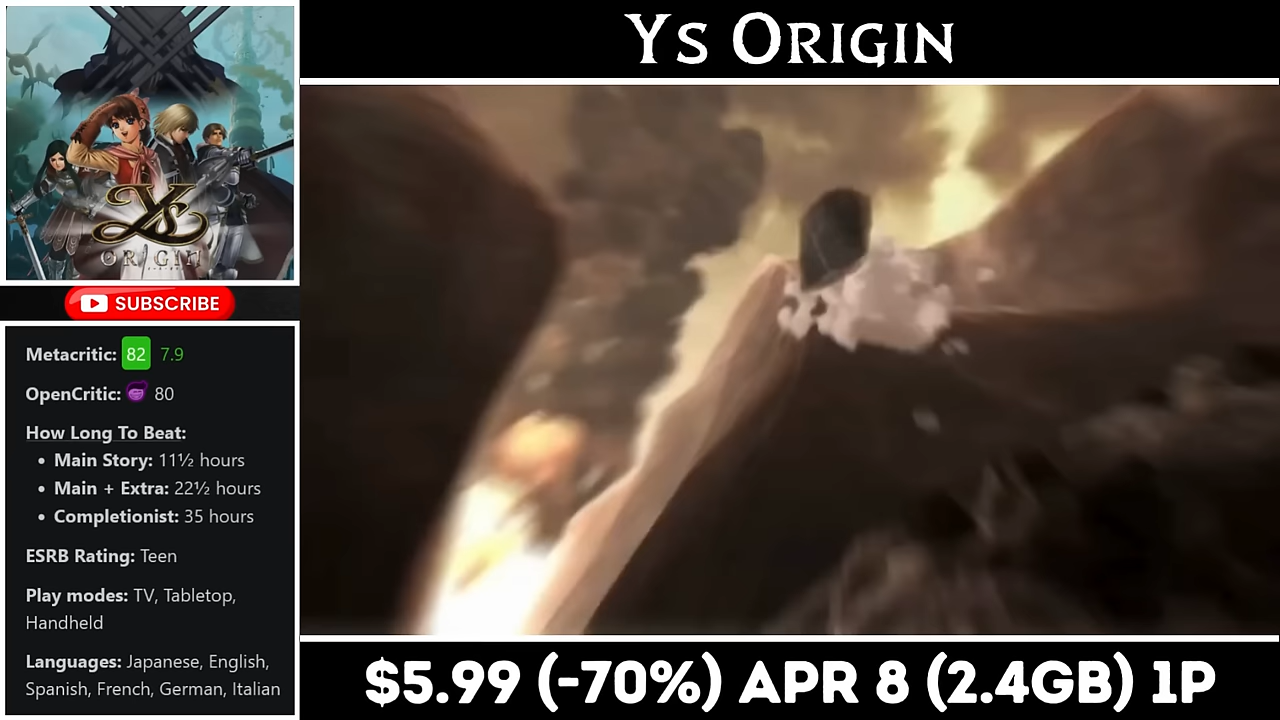 Ys Origin
Ys
ORIGIN
SUBSCRIBE
Metacritic: 82 7.9
OpenCritic: 80
How Long To Beat:
• Main Story: 11½ hours
• Main + Extra: 22½ hours
• Completionist: 35 hours
ESRB Rating: Teen
Play modes: TV, Tabletop,
Handheld
Languages: Japanese, English,
Spanish, French, German, Italian
$5.99 (-70%) APR 8 (2.4GB) 1P